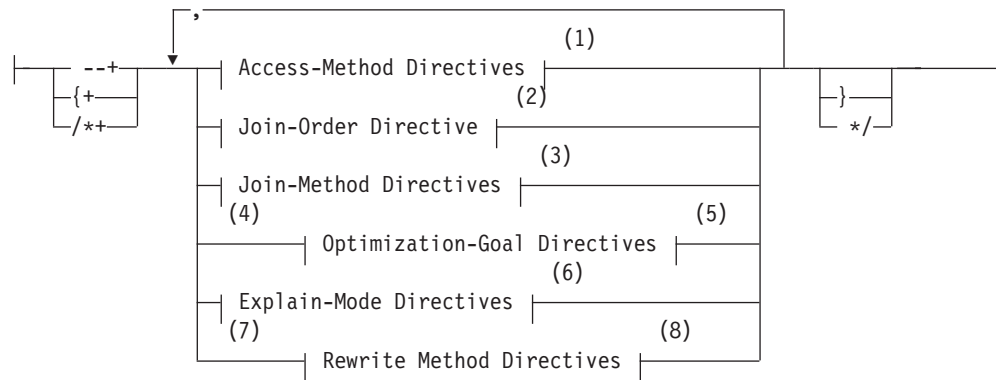 ,
(1)
--+ Access-Method Directives
{+ (2) }
/*+ Join-Order Directive */
(3)
Join-Method Directives
(4) (5)
Optimization-Goal Directives
(6)
Explain-Mode Directives
(7) (8)
Rewrite Method Directives